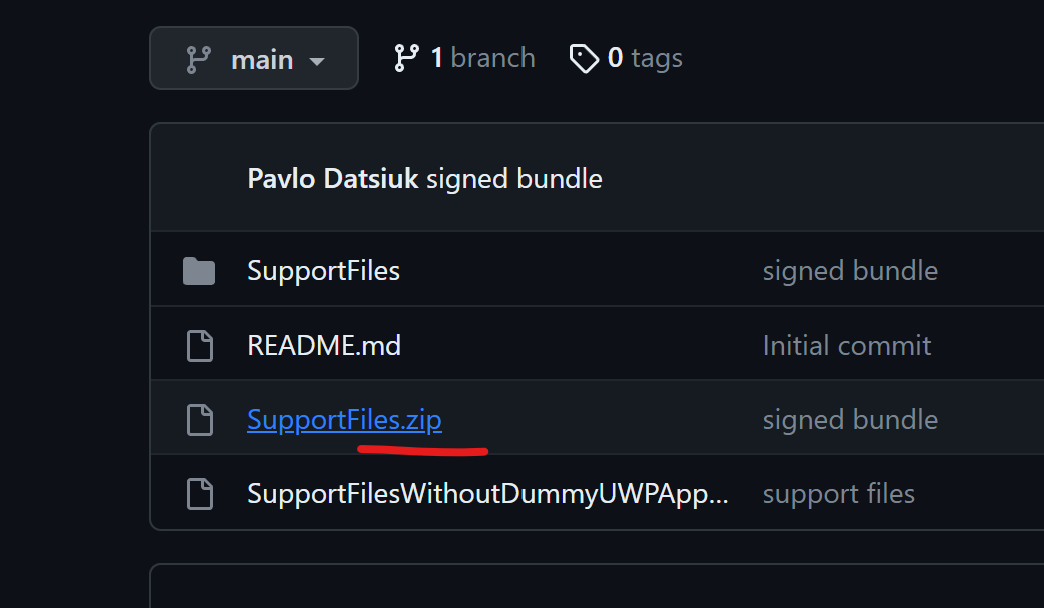 main 1 branch 0 tags
Pavlo Datsiuk signed bundle
SupportFiles signed bundle
README.md Initial commit
SupportFiles.zip signed bundle
SupportFilesWithoutDummyUWPApp... support files